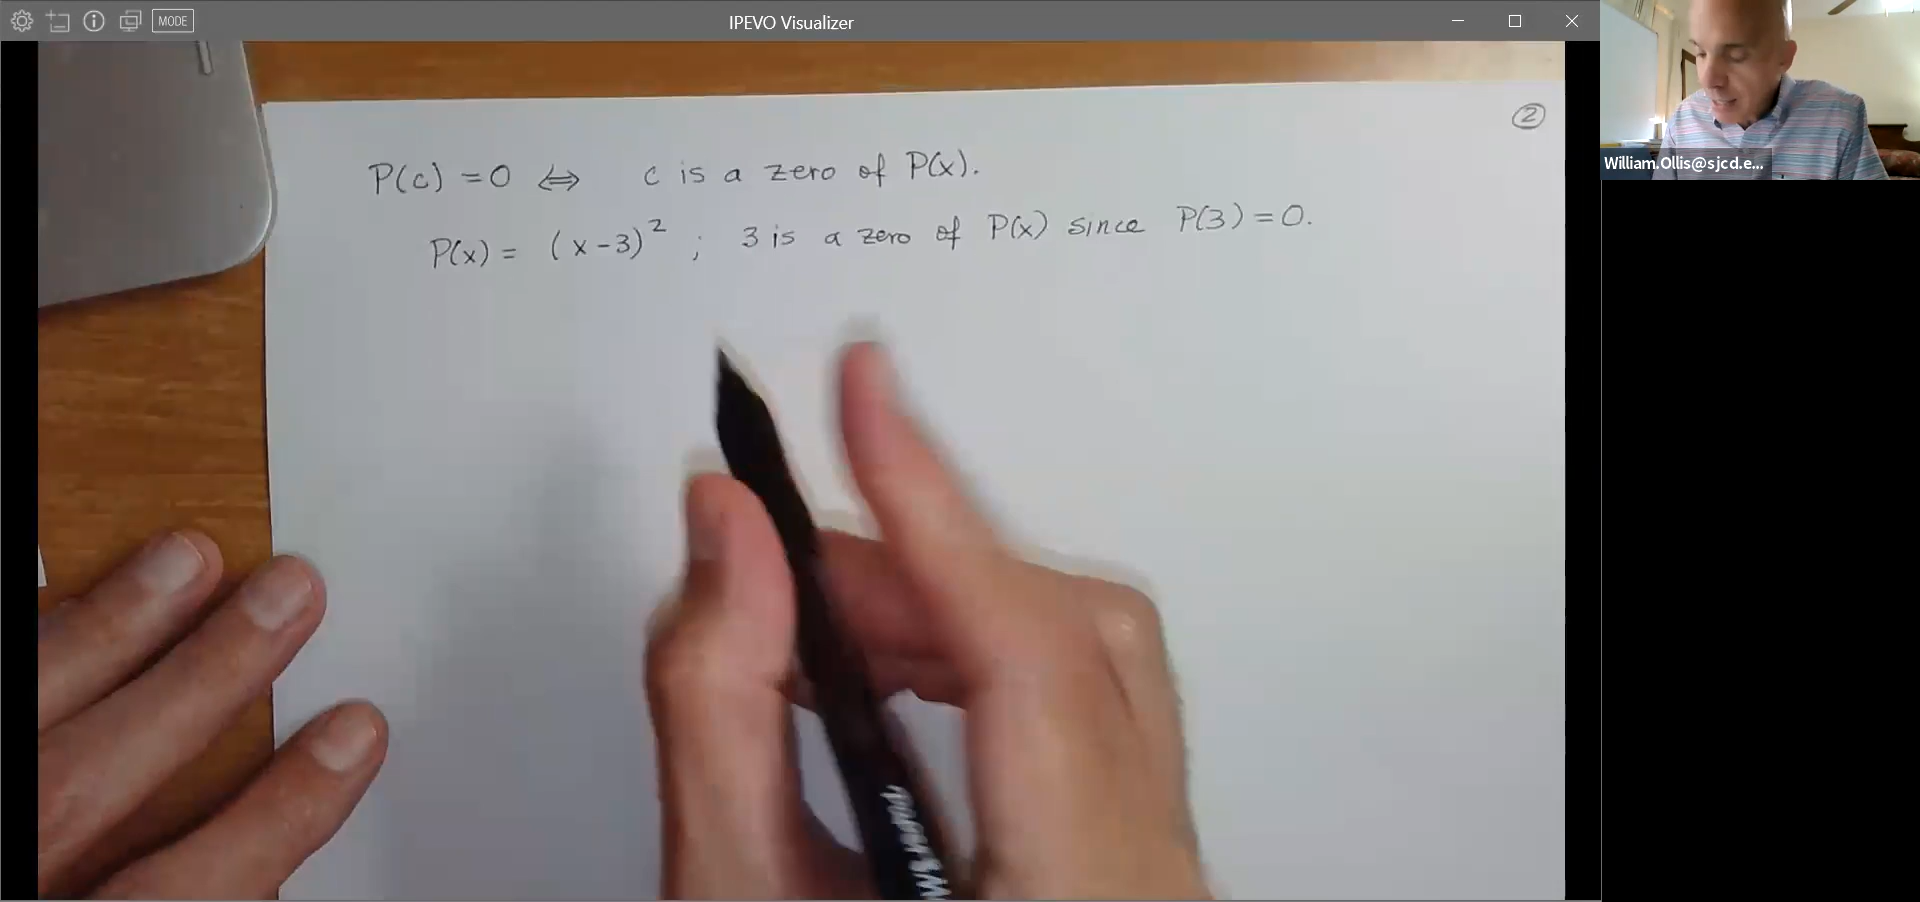 MODE
IPEVO Visualizer
②
P(c) = 0 ⇔ c is a zero of P(x).
P(x) = (x-3)² ; 3 is a zero of P(x) since P(3) = 0.
William.Ollis@sjcd.e...